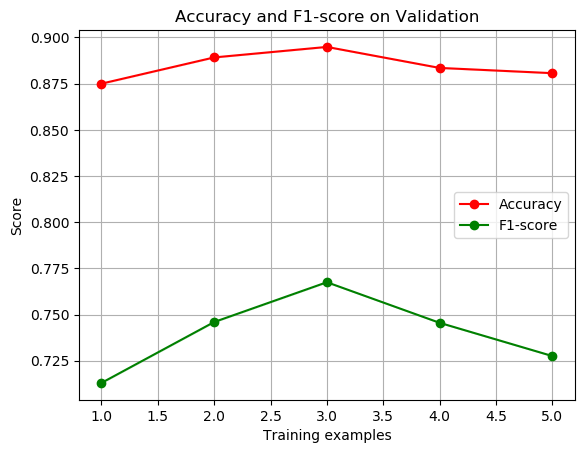 Accuracy and F1-score on Validation
0.900
0.875
0.850
0.825
0.800
0.775
0.750
0.725
Score
Accuracy
F1-score
1.0 1.5 2.0 2.5 3.0 3.5 4.0 4.5 5.0
Training examples